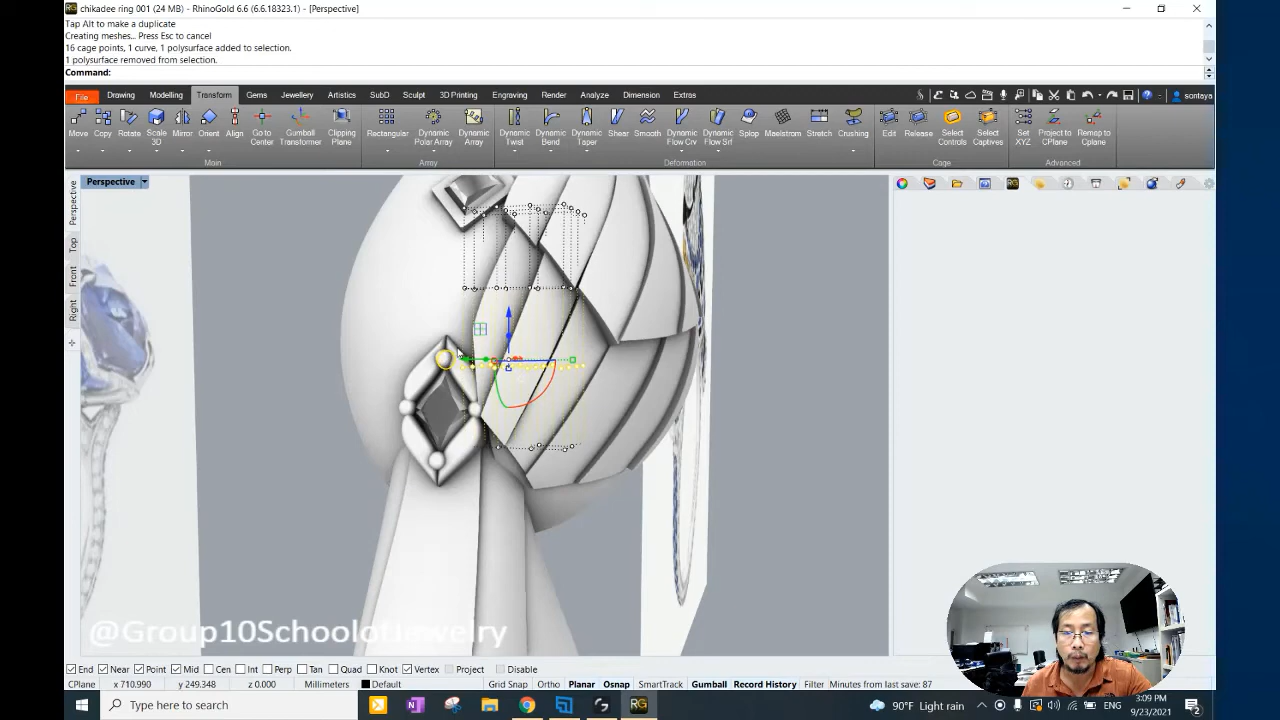 chikadee ring 001 (24 MB) - RhinoGold 6.6 (6.6.18323.1) - [Perspective]
Tap Alt to make a duplicate
Creating meshes... Press Esc to cancel
16 cage points, 1 curve, 1 polysurface added to selection.
1 polysurface removed from selection.
Command:
File Drawing Modelling Transform Gems Jewellery Artistics SubD Sculpt 3D Printing Engraving Render Analyze Dimension Extras sontaya
Move Copy Rotate Scale 3D Mirror Orient Align Go to Center Gumball Transformer Clipping Plane Rectangular Dynamic Polar Array Dynamic Array Dynamic Twist Dynamic Bend Dynamic Taper Shear Smooth Dynamic Flow Crv Dynamic Flow Srf Splop Maelstrom Stretch Crushing Edit Release Select Controls Select Captives Set XYZ Project to CPlane Remap to Cplane
Main Array Deformation Cage Advanced
Perspective
Perspective
Top
Front
Right
@Group10SchoolofJewelry
End Near Point Mid Cen Int Perp Tan Quad Knot Vertex Project Disable
CPlane x 710.990 y 249.348 z 0.000 Millimeters Default Grid Snap Ortho Planar Osnap SmartTrack Gumball Record History Filter Minutes from last save: 87
Type here to search
90°F Light rain
ENG
3:09 PM
9/23/2021
2